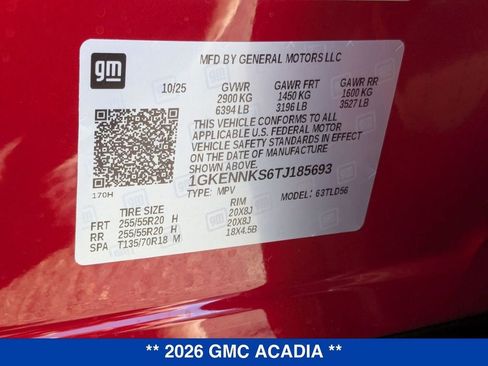 gm
MFD BY GENERAL MOTORS LLC
10/25 GVWR GAWR FRT GAWR RR
2900 KG 1450 KG 1600 KG
6394 LB 3196 LB 3527 LB
THIS VEHICLE CONFORMS TO ALL
APPLICABLE U.S. FEDERAL MOTOR
VEHICLE SAFETY STANDARDS IN EFFECT
ON THE DATE OF MANUFACTURE SHOWN ABOVE.
1GKENNKS6TJ185693
170H TYPE: MPV MODEL: 63TLD56
TIRE SIZE RIM
FRT 255/55R20 H 20X8J
RR 255/55R20 H 20X8J
SPA T135/70R18 M 18X4.5B
** 2026 GMC ACADIA **